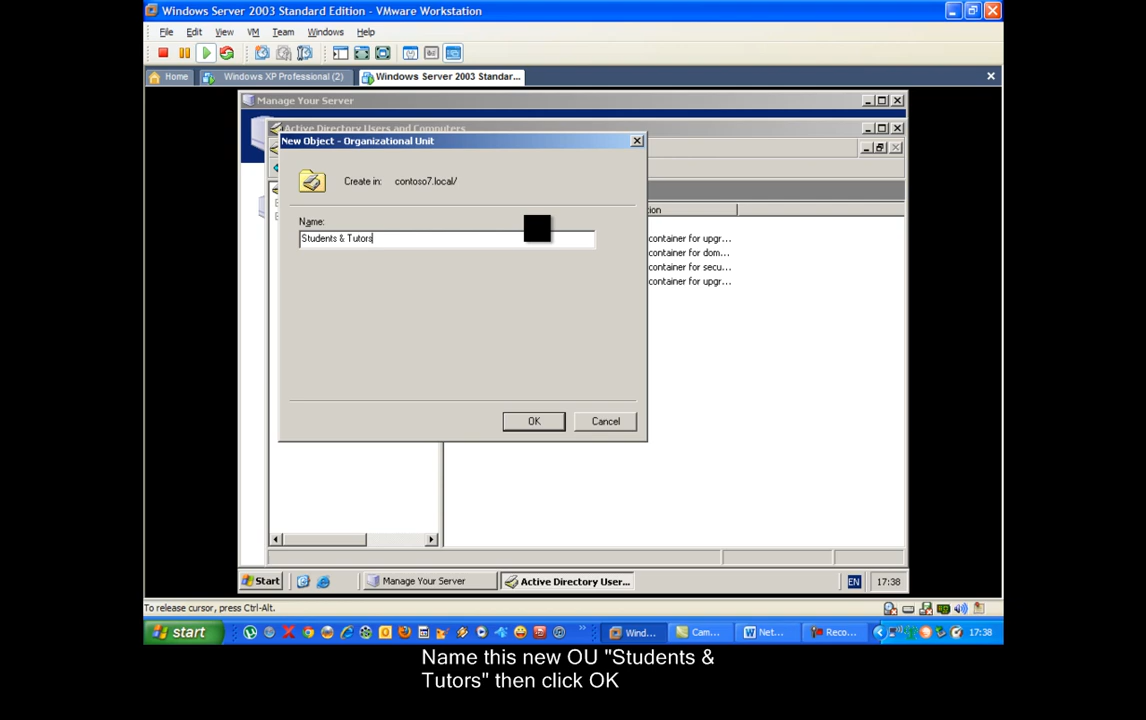 Windows Server 2003 Standard Edition - VMware Workstation
File Edit View VM Team Windows Help
Home Windows XP Professional (2) Windows Server 2003 Standar...
Manage Your Server
Active Directory Users and Computers
New Object - Organizational Unit
Create in: contoso7.local/
Name:
Students & Tutors
container for upgr...
container for dom...
container for secu...
container for upgr...
OK Cancel
Start Manage Your Server Active Directory User... EN 17:38
To release cursor, press Ctrl-Alt.
start Wind... Cam... Net... Reco... 17:38
Name this new OU "Students &
Tutors" then click OK